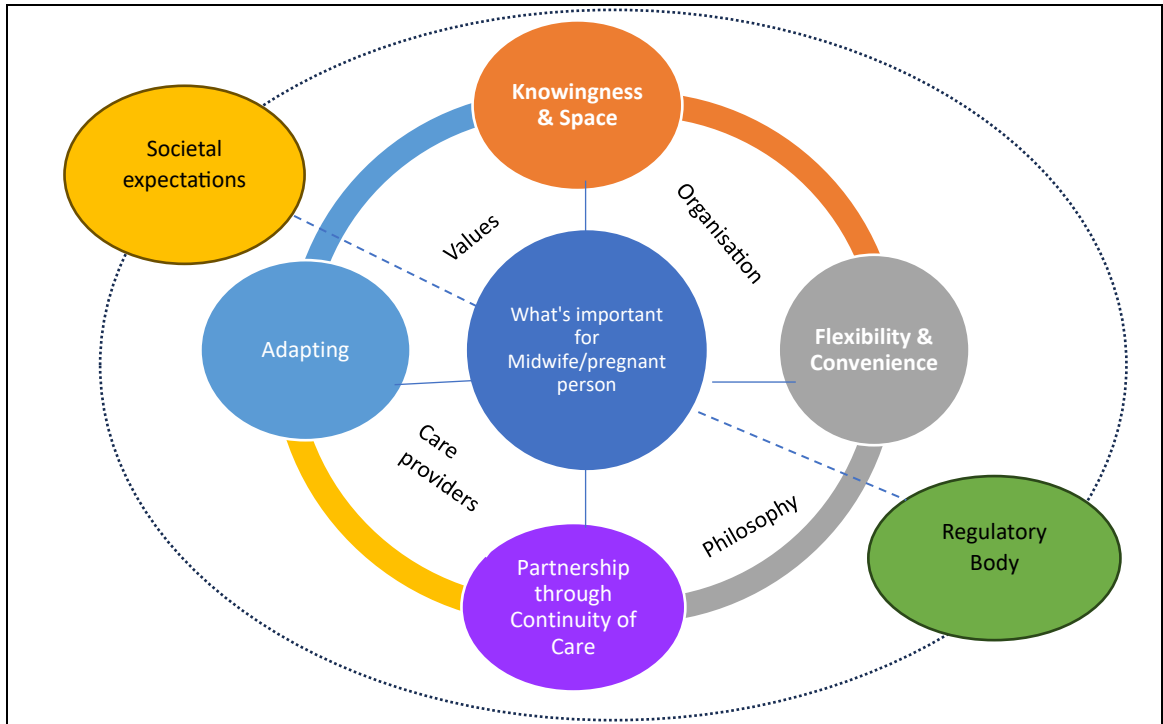 Knowingness
& Space
Societal
expectations
Values
Organisation
Adapting
What's important
for
Midwife/pregnant
person
Flexibility &
Convenience
Care
providers
Philosophy
Partnership
through
Continuity of
Care
Regulatory
Body